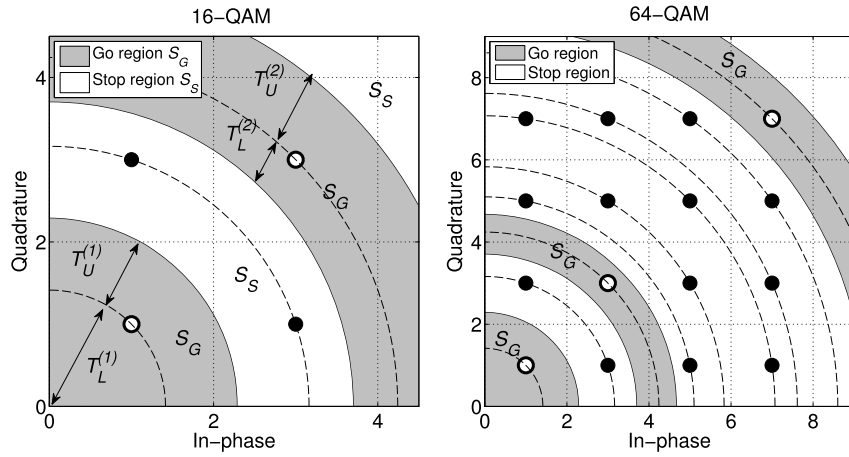 16−QAM
Go region S_G
Stop region S_S
T_U^(2)
S_S
T_L^(2)
S_G
T_U^(1)
S_S
S_G
T_L^(1)
4
2
0
0 2 4
Quadrature
In−phase
64−QAM
Go region
Stop region
S_G
S_G
S_G
8
6
4
2
0
0 2 4 6 8
Quadrature
In−phase